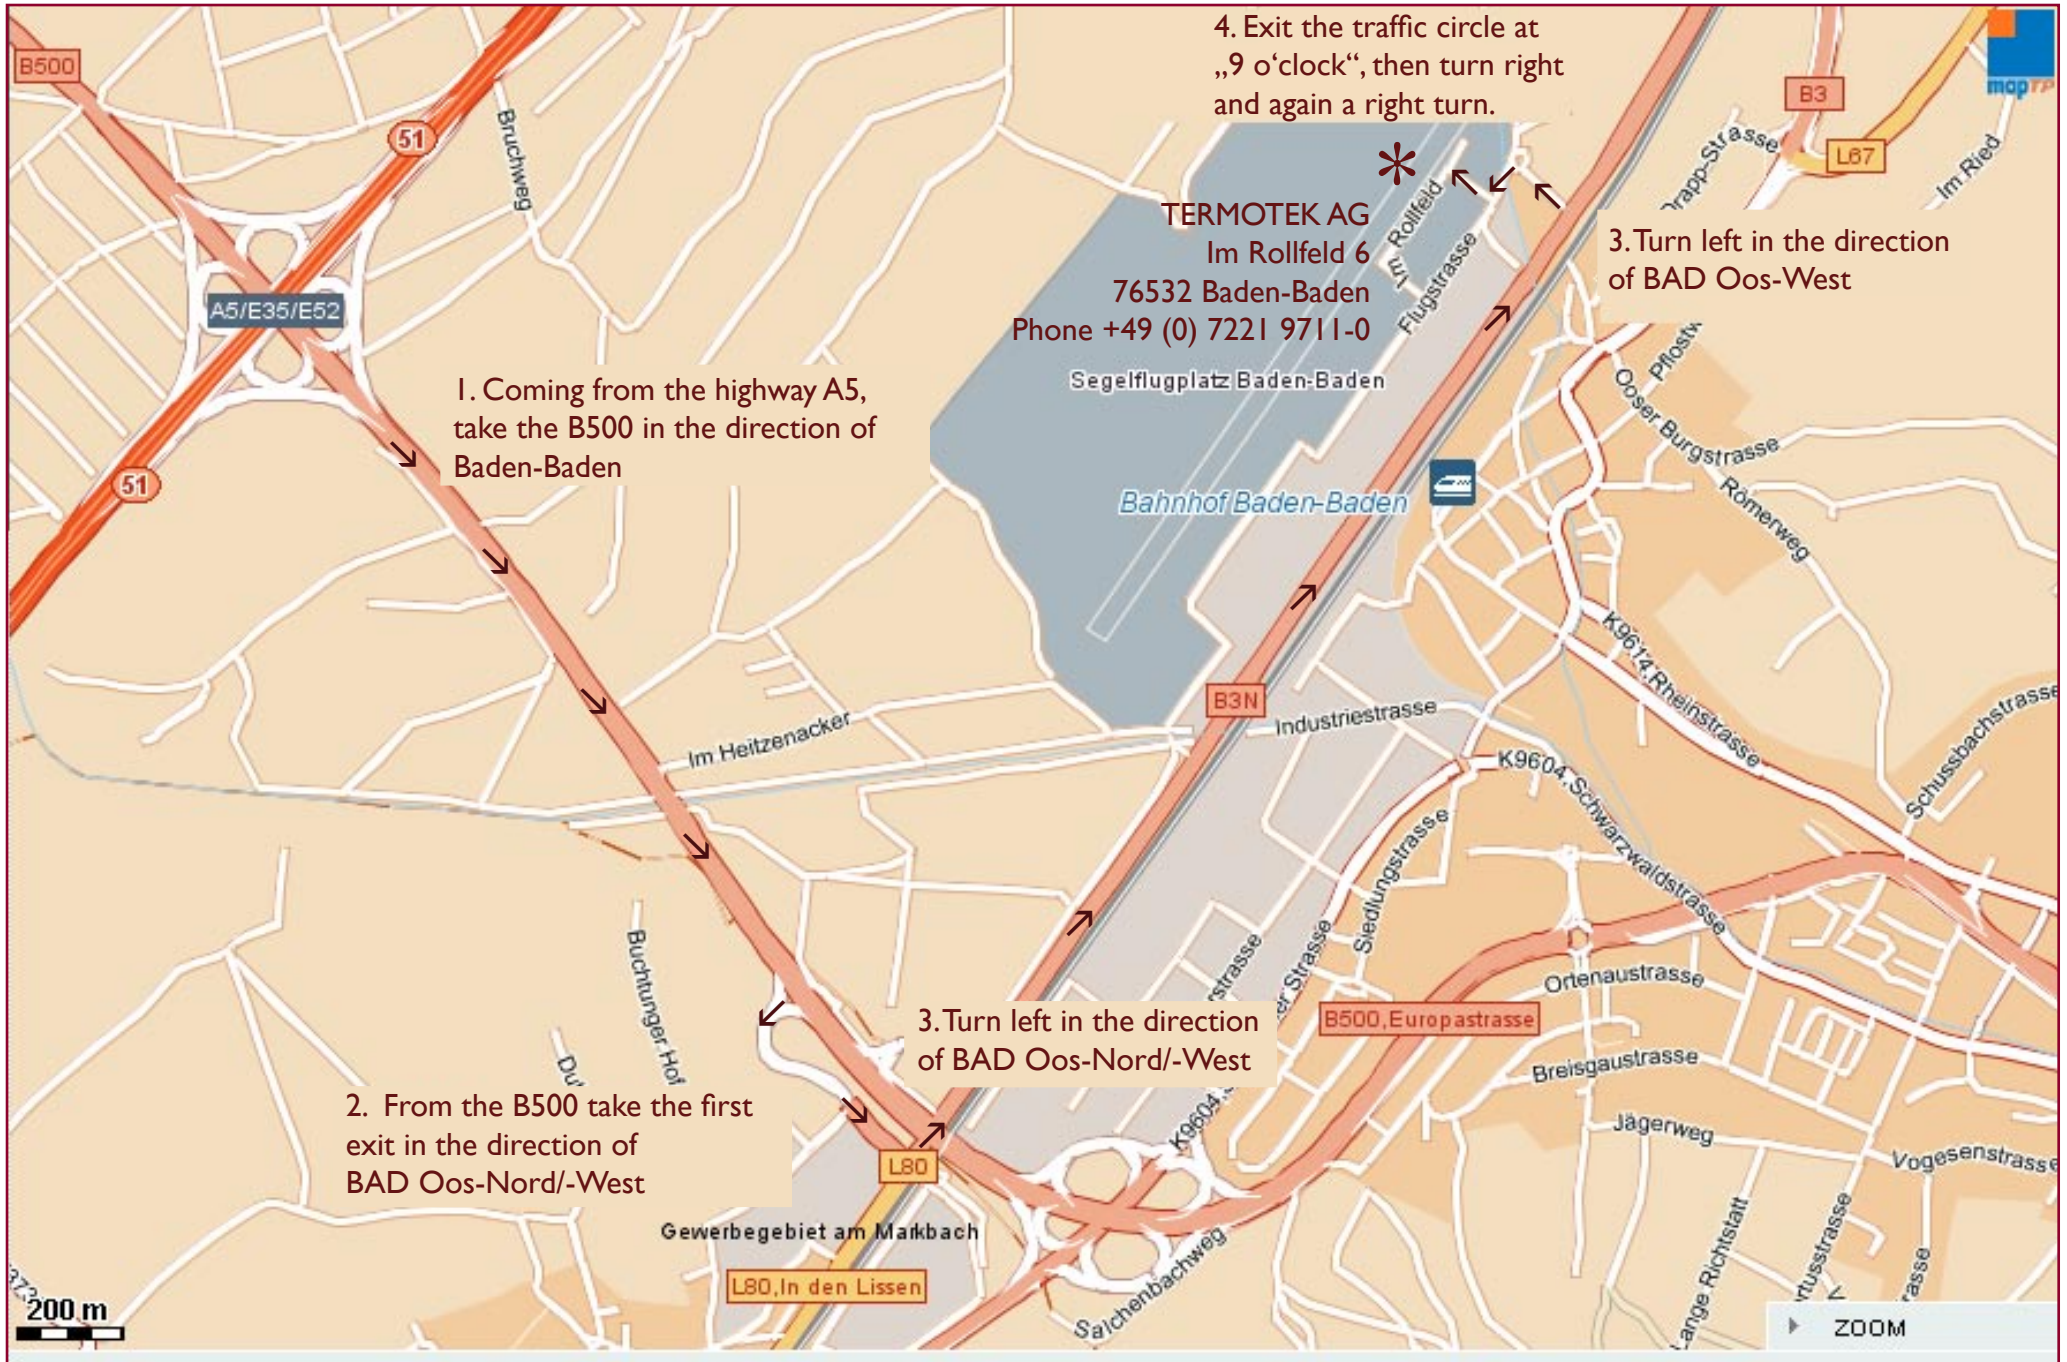 4. Exit the traffic circle at
„9 o‘clock“, then turn right
and again a right turn.
mapTP
B500
51
Bruchweg
B3
L67
Im Ried
Drapp-Strasse
TERMOTEK AG
Im Rollfeld 6
76532 Baden-Baden
Phone +49 (0) 7221 9711-0
Im Rollfeld
Flugstrasse
3. Turn left in the direction
of BAD Oos-West
A5/E35/E52
Segelflugplatz Baden-Baden
1. Coming from the highway A5,
take the B500 in the direction of
Baden-Baden
51
Bahnhof Baden-Baden
Ooser Burgstrasse
Römerweg
K9614, Rheinstrasse
B3N
Industriestrasse
Im Heitzenacker
K9604, Schwarzwaldstrasse
Schussbachstrasse
Siedlungstrasse
Buchtunger Hof
Ortenaustrasse
B500, Europastrasse
3. Turn left in the direction
of BAD Oos-Nord/-West
Breisgaustrasse
K9604,
2. From the B500 take the first
exit in the direction of
BAD Oos-Nord/-West
Jägerweg
Vogesenstrasse
L80
Gewerbegebiet am Markbach
L80, In den Lissen
Salchenbachweg
Lange Richtstatt
200 m
ZOOM